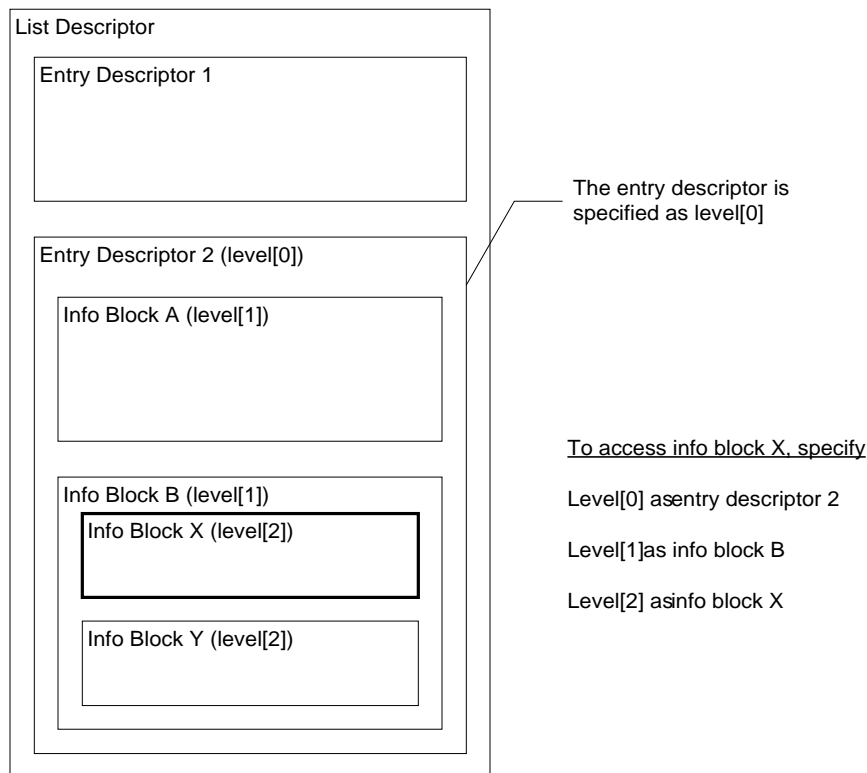 List Descriptor
Entry Descriptor 1
The entry descriptor is
specified as level[0]
Entry Descriptor 2 (level[0])
Info Block A (level[1])
To access info block X, specify
Info Block B (level[1])
Level[0] asentry descriptor 2
Info Block X (level[2])
Level[1]as info block B
Level[2] asinfo block X
Info Block Y (level[2])